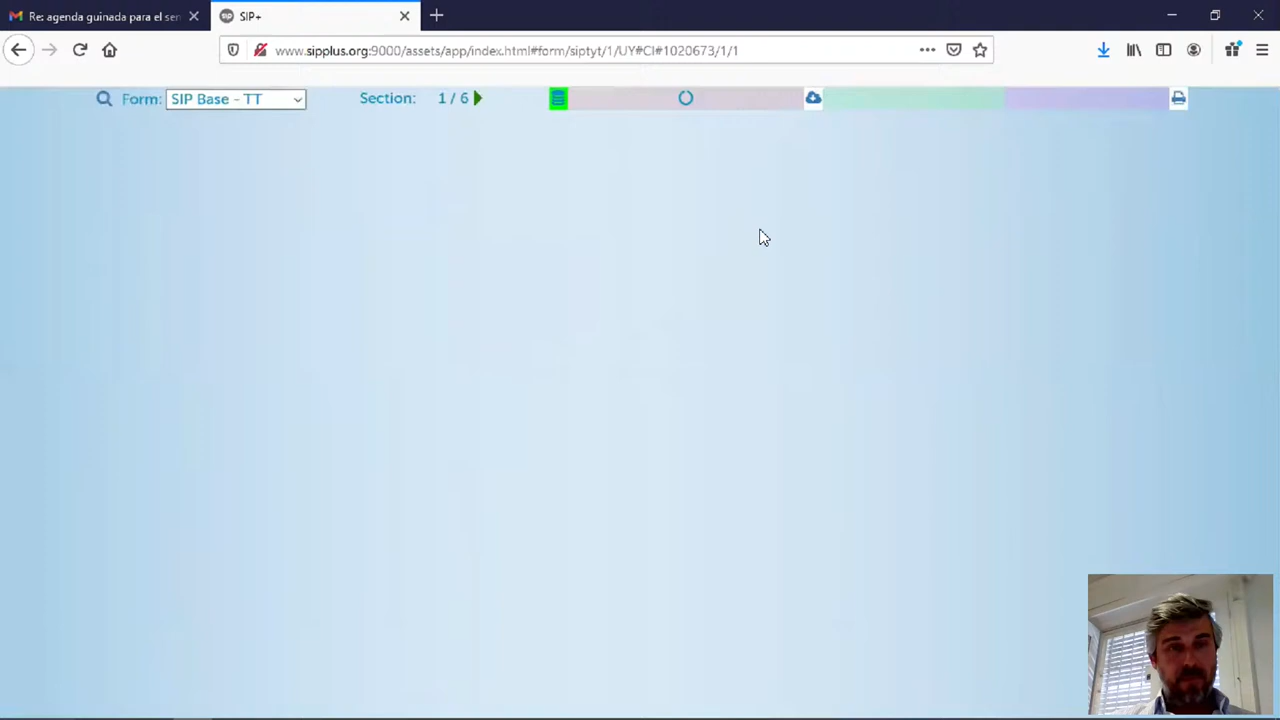 Re: agenda guinada para el sen
SIP+
www.sipplus.org:9000/assets/app/index.html#form/siptyt/1/UY#CI#1020673/1/1
Form: SIP Base - TT
Section: 1 / 6